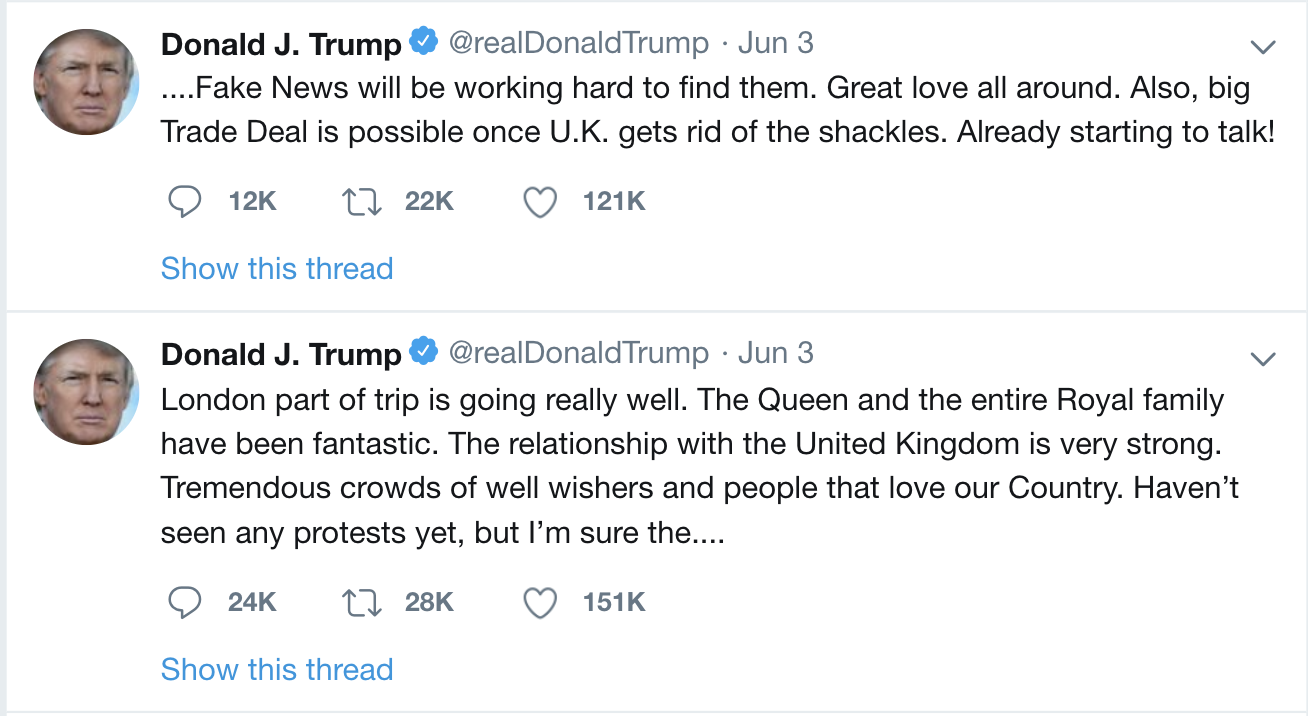 Donald J. Trump @realDonaldTrump · Jun 3
....Fake News will be working hard to find them. Great love all around. Also, big
Trade Deal is possible once U.K. gets rid of the shackles. Already starting to talk!
12K 22K 121K
Show this thread
Donald J. Trump @realDonaldTrump · Jun 3
London part of trip is going really well. The Queen and the entire Royal family
have been fantastic. The relationship with the United Kingdom is very strong.
Tremendous crowds of well wishers and people that love our Country. Haven’t
seen any protests yet, but I’m sure the....
24K 28K 151K
Show this thread